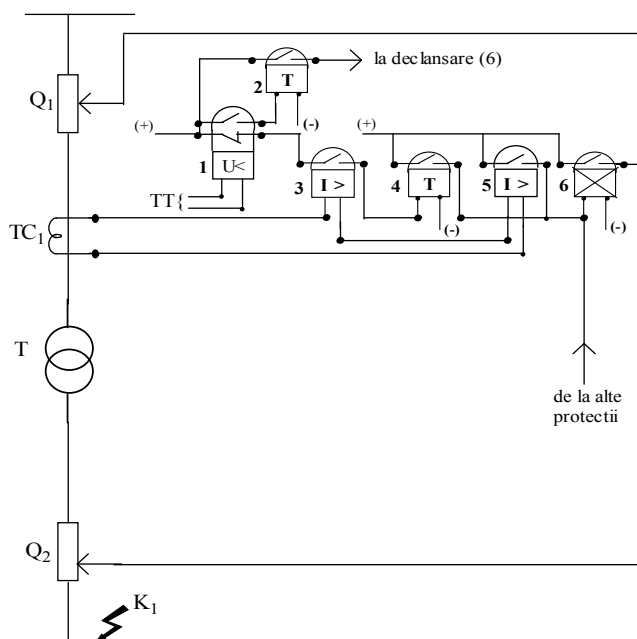 la declansare (6)
Q1
2
T
(+)
(-)
(+)
1
U<
3
I >
4
T
5
I >
6
TT{
TC1
(-)
(-)
T
de la alte
protectii
Q2
K1